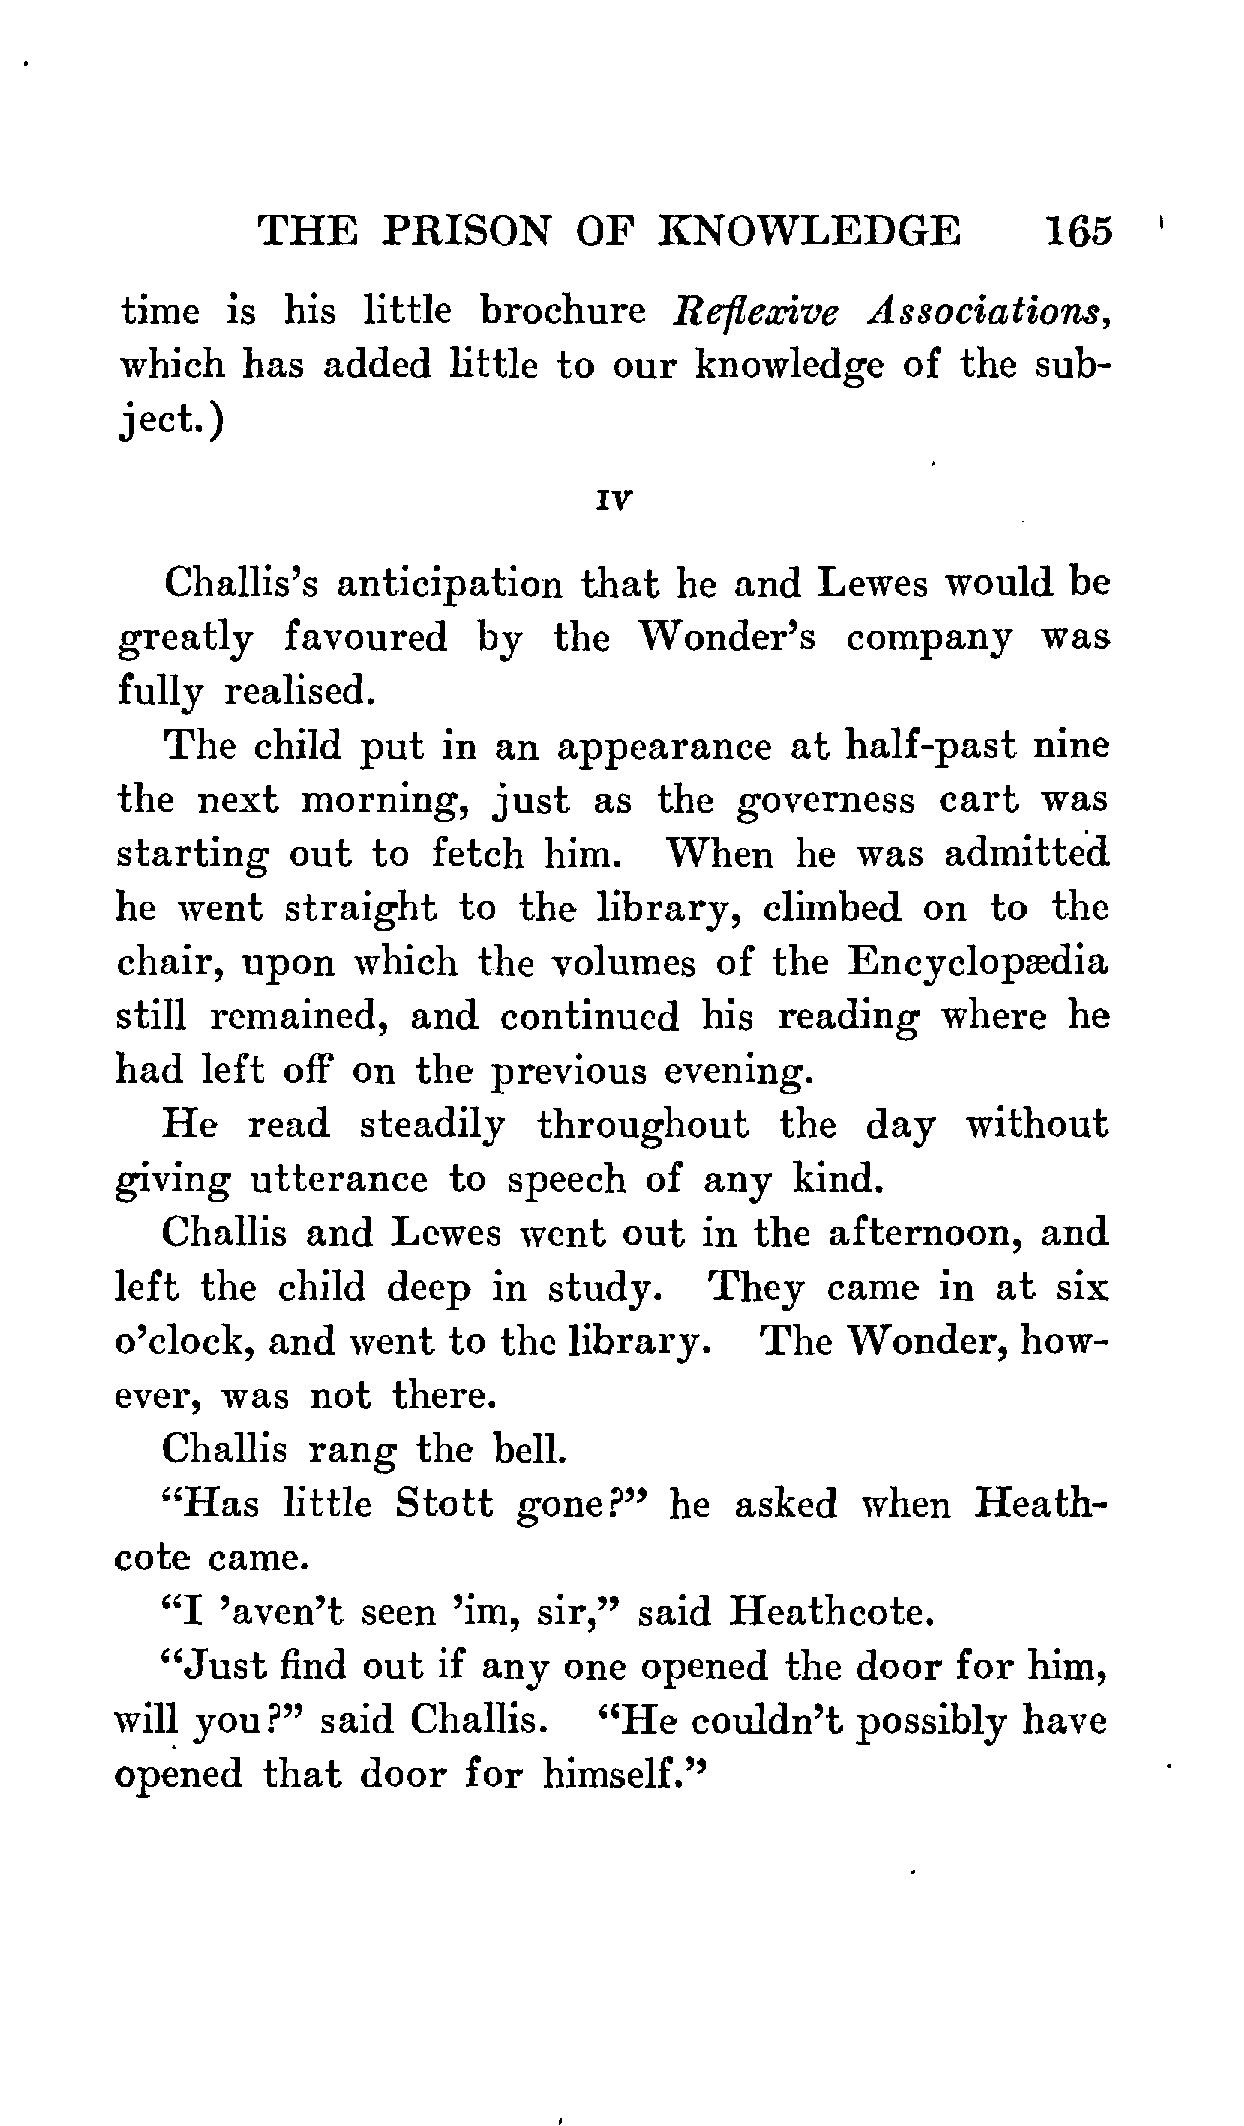 THE PRISON OF KNOWLEDGE 165
time is his little brochure Reflexive Associations,
which has added little to our knowledge of the sub-
ject.)
IV
Challis's anticipation that he and Lewes would be
greatly favoured by the Wonder's company was
fully realised.
The child put in an appearance at half-past nine
the next morning, just as the governess cart was
starting out to fetch him. When he was admitted
he went straight to the library, climbed on to the
chair, upon which the volumes of the Encyclopædia
still remained, and continued his reading where he
had left off on the previous evening.
He read steadily throughout the day without
giving utterance to speech of any kind.
Challis and Lewes went out in the afternoon, and
left the child deep in study. They came in at six
o'clock, and went to the library. The Wonder, how-
ever, was not there.
Challis rang the bell.
"Has little Stott gone?" he asked when Heath-
cote came.
"I 'aven't seen 'im, sir," said Heathcote.
"Just find out if any one opened the door for him,
will you?" said Challis. "He couldn't possibly have
opened that door for himself."